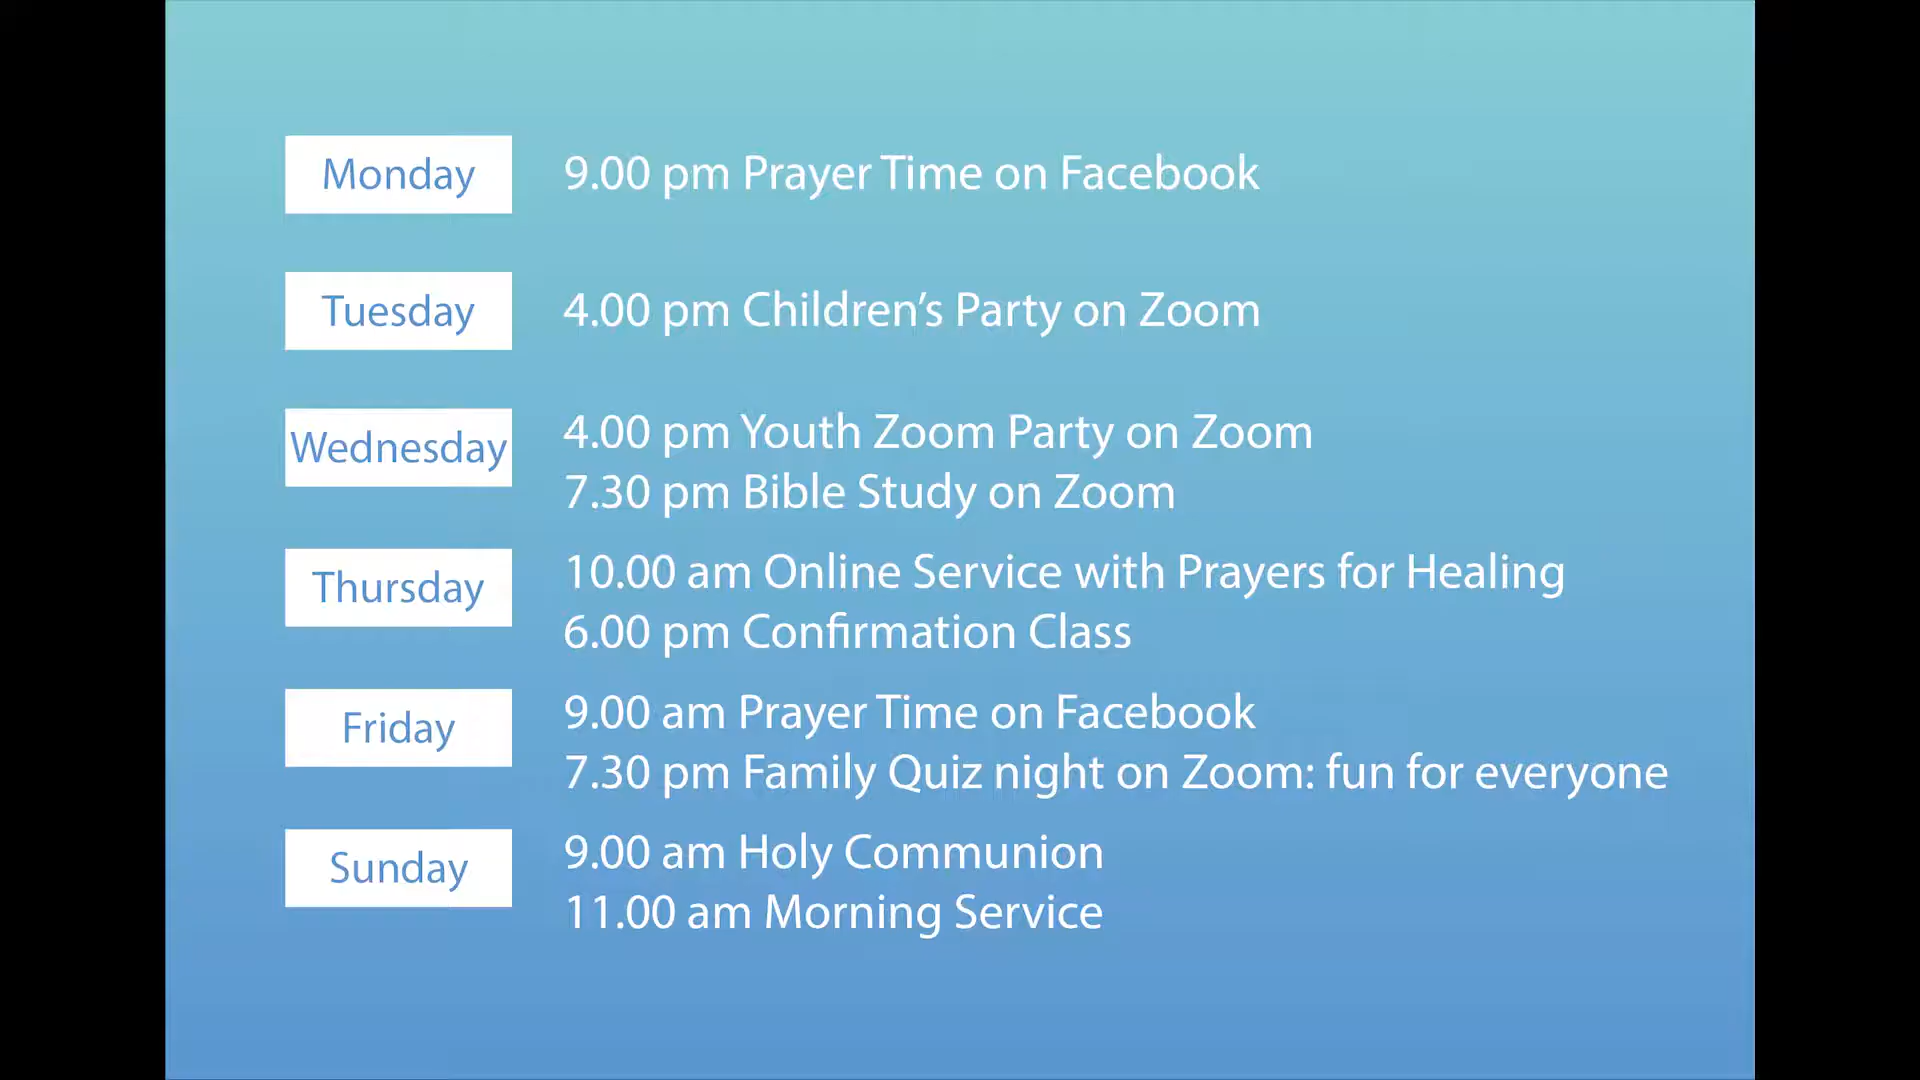 Monday
9.00 pm Prayer Time on Facebook
Tuesday
4.00 pm Children’s Party on Zoom
Wednesday
4.00 pm Youth Zoom Party on Zoom
7.30 pm Bible Study on Zoom
Thursday
10.00 am Online Service with Prayers for Healing
6.00 pm Confirmation Class
Friday
9.00 am Prayer Time on Facebook
7.30 pm Family Quiz night on Zoom: fun for everyone
Sunday
9.00 am Holy Communion
11.00 am Morning Service